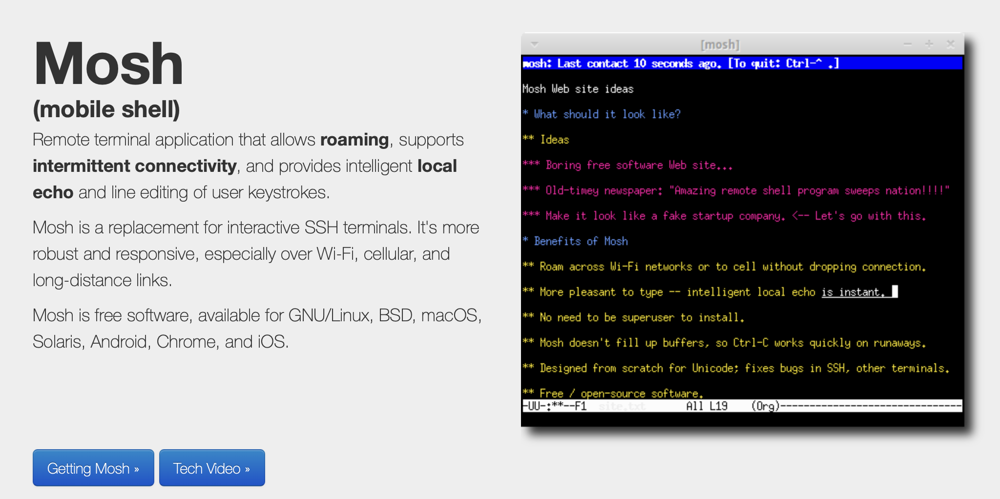 Mosh
(mobile shell)
Remote terminal application that allows roaming, supports
intermittent connectivity, and provides intelligent local
echo and line editing of user keystrokes.
Mosh is a replacement for interactive SSH terminals. It's more
robust and responsive, especially over Wi-Fi, cellular, and
long-distance links.
Mosh is free software, available for GNU/Linux, BSD, macOS,
Solaris, Android, Chrome, and iOS.
Getting Mosh »
Tech Video »
[mosh]
mosh: Last contact 10 seconds ago. [To quit: Ctrl-^ .]
Mosh Web site ideas
* What should it look like?
** Ideas
*** Boring free software Web site...
*** Old-timey newspaper: "Amazing remote shell program sweeps nation!!!!"
*** Make it look like a fake startup company. <-- Let's go with this.
* Benefits of Mosh
** Roam across Wi-Fi networks or to cell without dropping connection.
** More pleasant to type -- intelligent local echo is instant.
** No need to be superuser to install.
** Mosh doesn't fill up buffers, so Ctrl-C works quickly on runaways.
** Designed from scratch for Unicode; fixes bugs in SSH, other terminals.
** Free / open-source software.
-UU-:**--F1  site.txt       All L19    (Org)-------------------------------